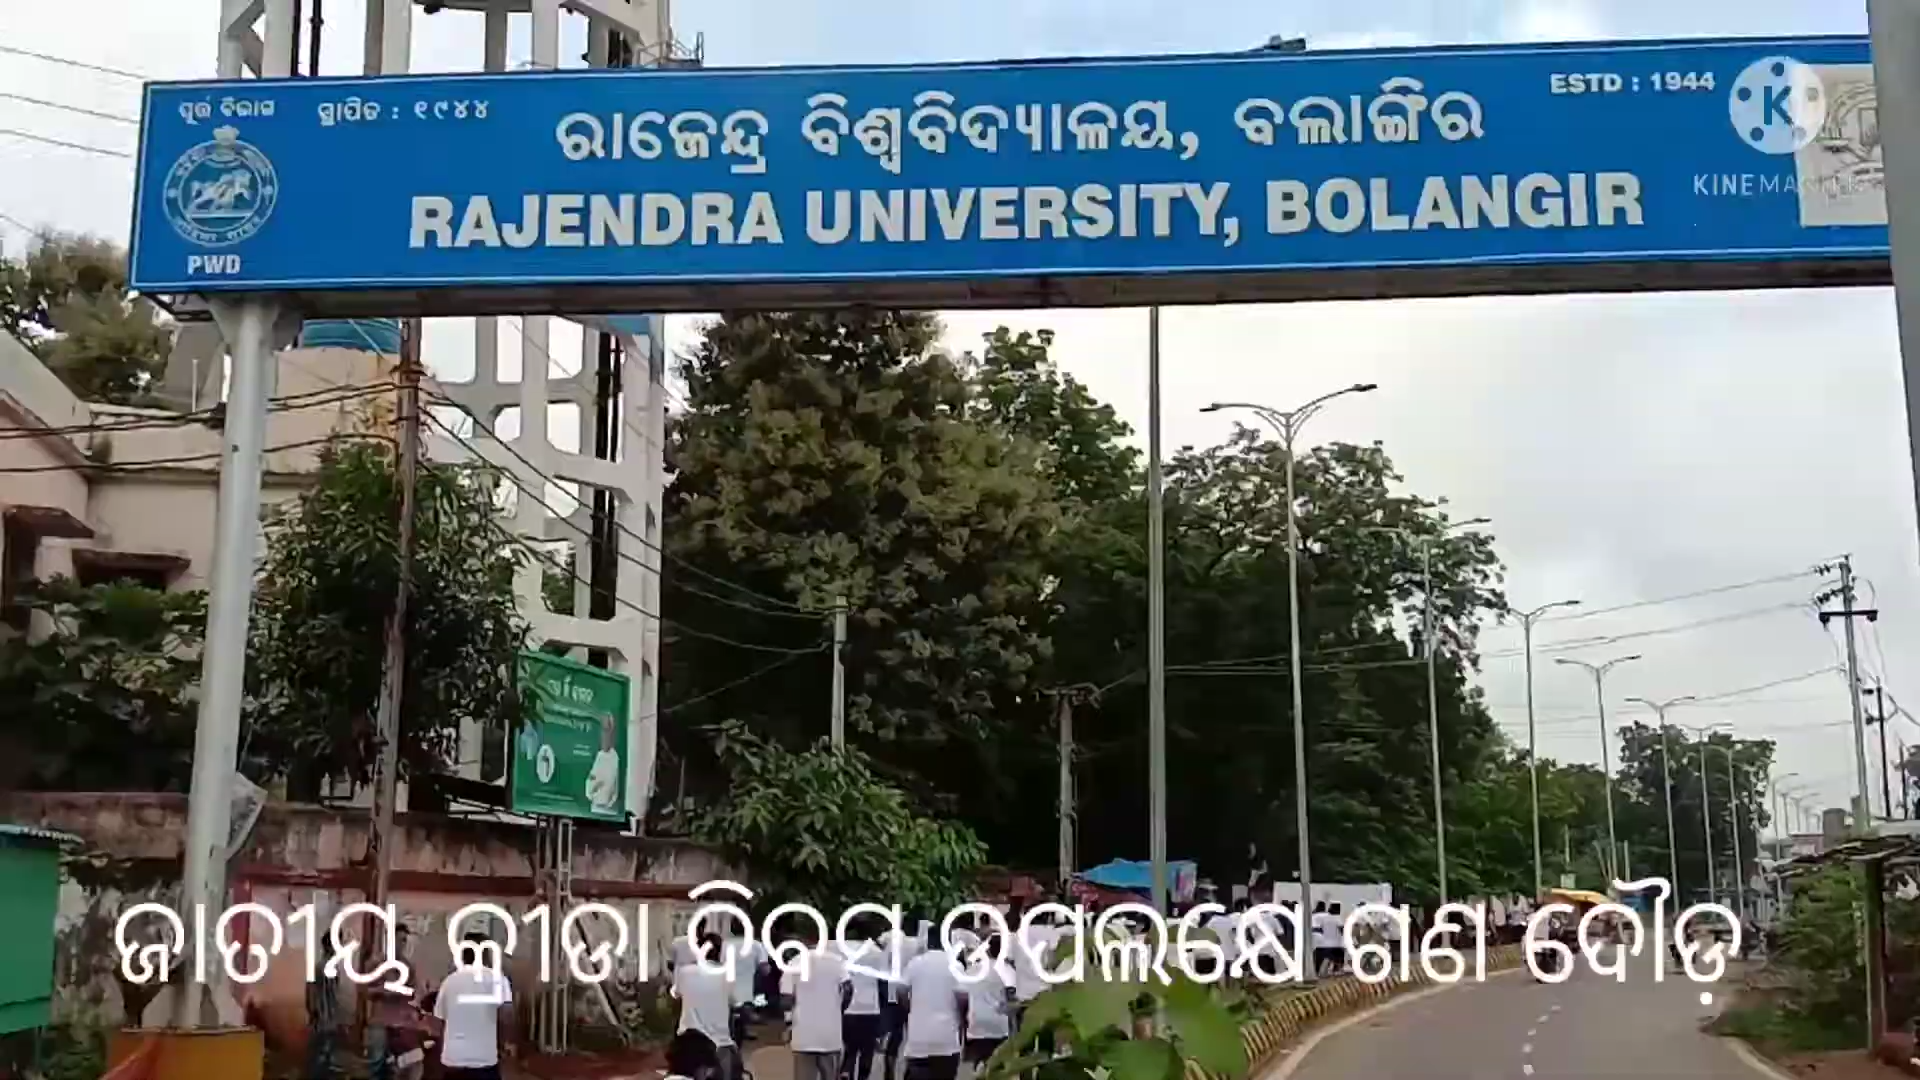 ପୂର୍ତ୍ତ ବିଭାଗ
ସ୍ଥାପିତ : ୧୯୪୪
ESTD : 1944
ରାଜେନ୍ଦ୍ର ବିଶ୍ୱବିଦ୍ୟାଳୟ, ବଲାଙ୍ଗିର
RAJENDRA UNIVERSITY, BOLANGIR
PWD
K
KINEMASTER
ଜାତୀୟ କ୍ରୀଡା ଦିବସ ଉପଲକ୍ଷେ ଗଣ ଦୌଡ଼